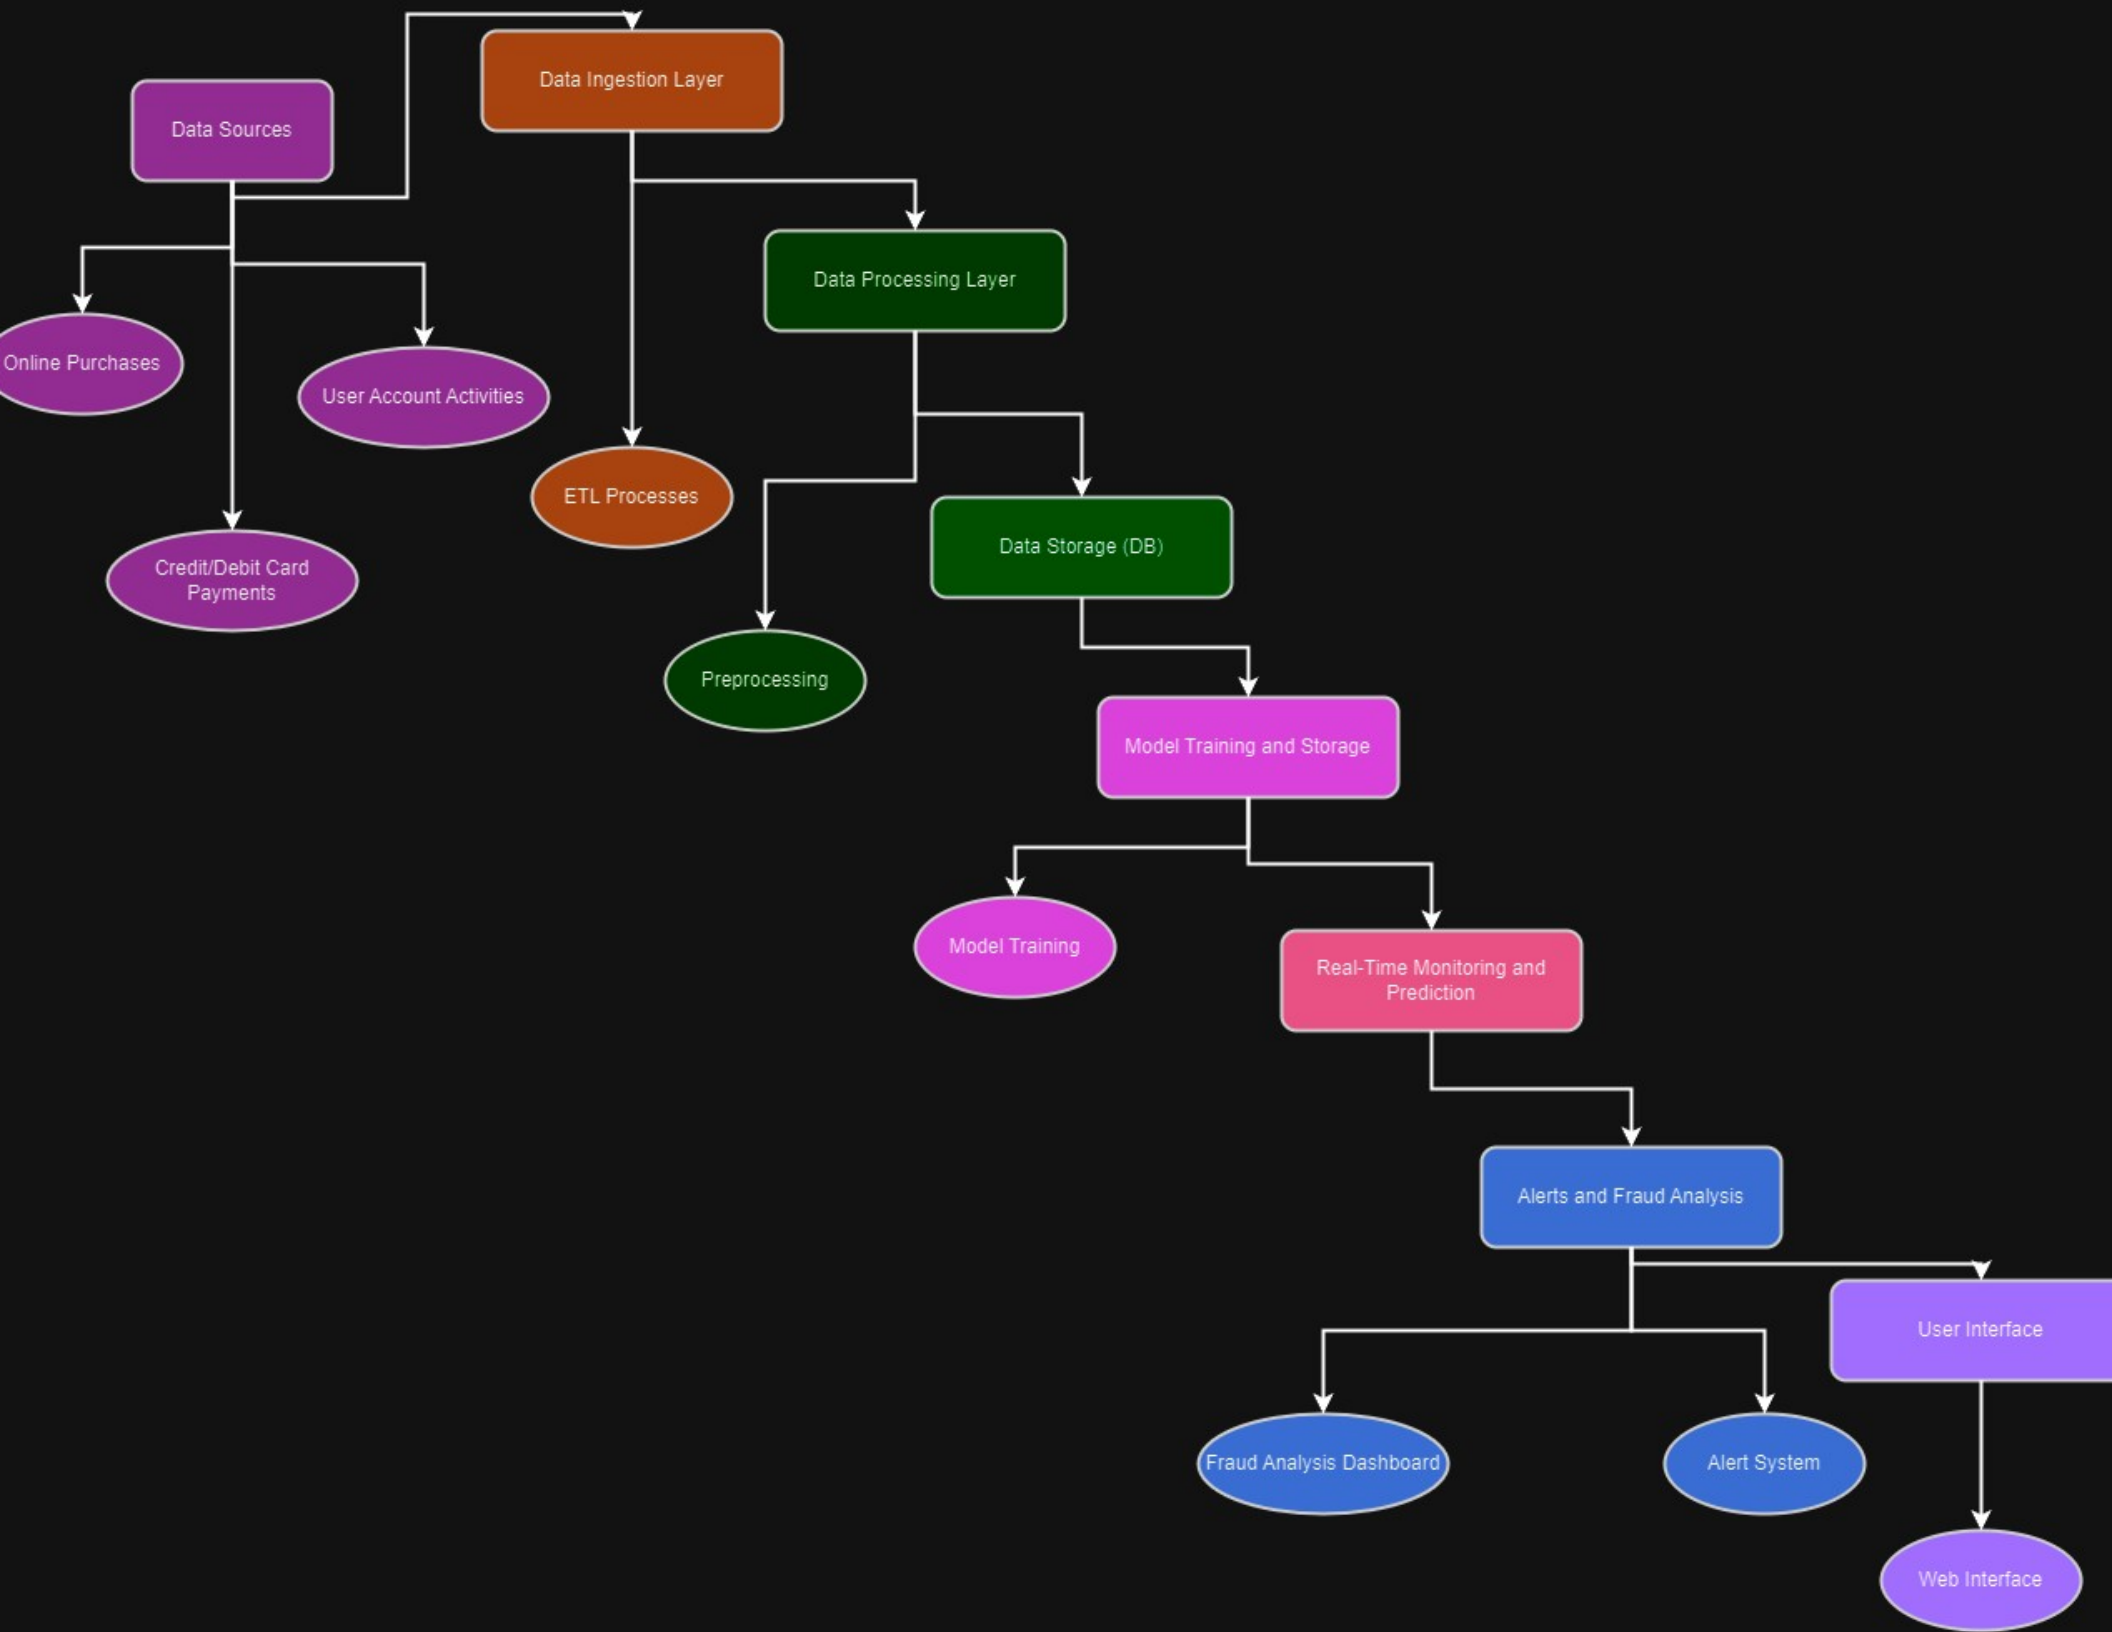 Data Ingestion Layer
Data Sources
Data Processing Layer
Online Purchases
User Account Activities
ETL Processes
Data Storage (DB)
Credit/Debit Card
Payments
Preprocessing
Model Training and Storage
Model Training
Real-Time Monitoring and
Prediction
Alerts and Fraud Analysis
User Interface
Fraud Analysis Dashboard
Alert System
Web Interface